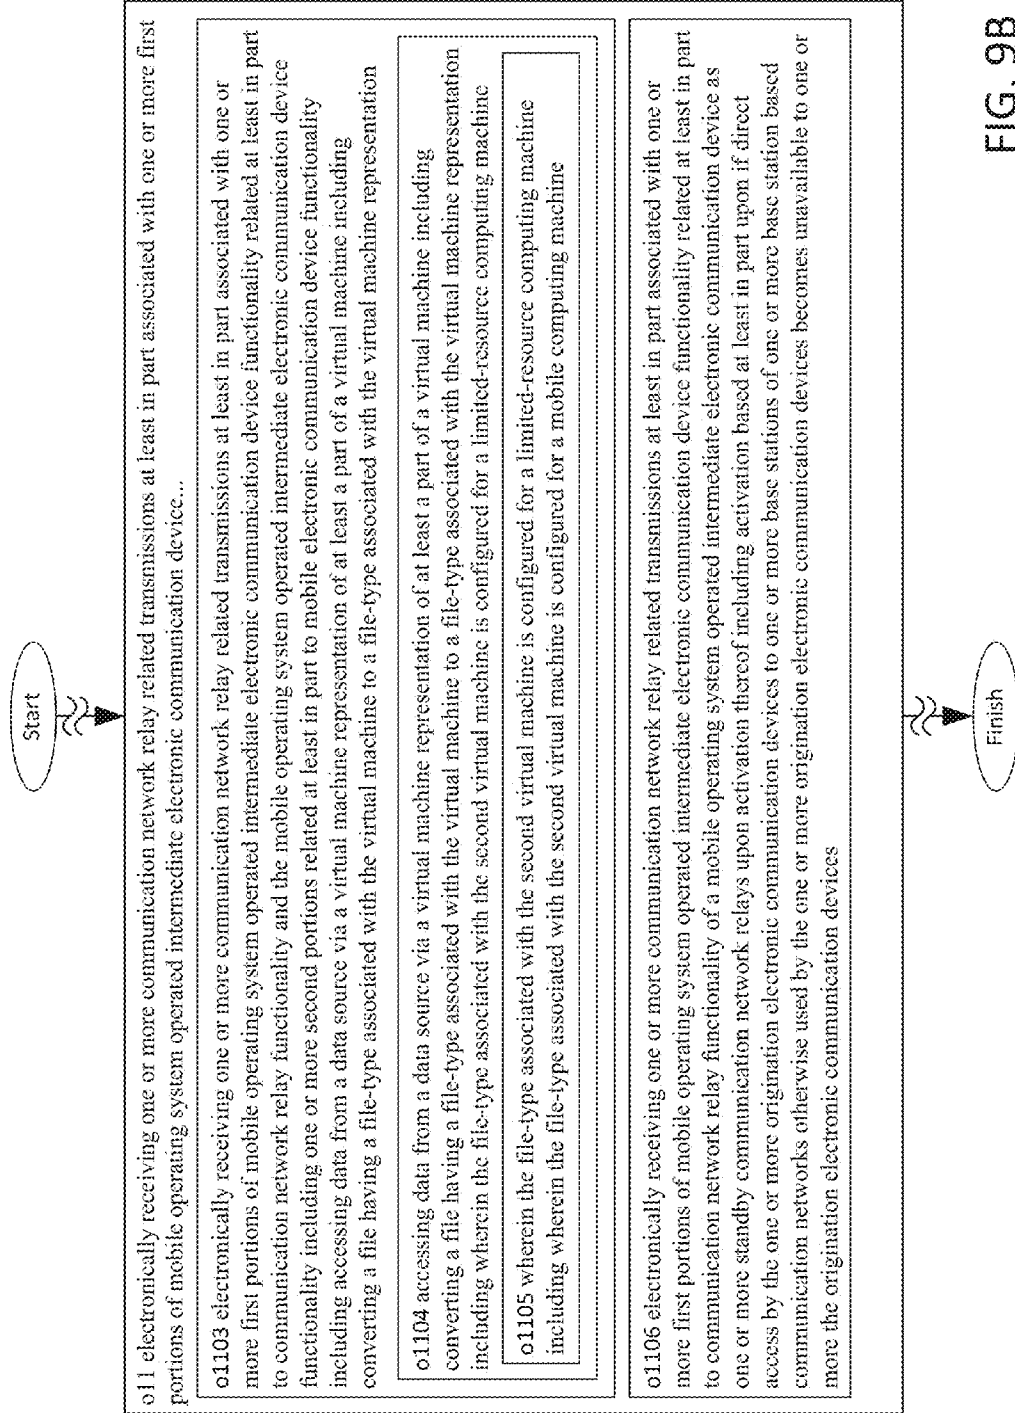 Start
o11 electronically receiving one or more communication network relay related transmissions at least in part associated with one or more first
portions of mobile operating system operated intermediate electronic communication device...
o1103 electronically receiving one or more communication network relay related transmissions at least in part associated with one or
more first portions of mobile operating system operated intermediate electronic communication device functionality related at least in part
to communication network relay functionality and the mobile operating system operated intermediate electronic communication device
functionality including one or more second portions related at least in part to mobile electronic communication device functionality
including accessing data from a data source via a virtual machine representation of at least a part of a virtual machine including
converting a file having a file-type associated with the virtual machine to a file-type associated with the virtual machine representation
o1104 accessing data from a data source via a virtual machine representation of at least a part of a virtual machine including
converting a file having a file-type associated with the virtual machine to a file-type associated with the virtual machine representation
including wherein the file-type associated with the second virtual machine is configured for a limited-resource computing machine
o1105 wherein the file-type associated with the second virtual machine is configured for a limited-resource computing machine
including wherein the file-type associated with the second virtual machine is configured for a mobile computing machine
o1106 electronically receiving one or more communication network relay related transmissions at least in part associated with one or
more first portions of mobile operating system operated intermediate electronic communication device functionality related at least in part
to communication network relay functionality of a mobile operating system operated intermediate electronic communication device as
one or more standby communication network relays upon activation thereof including activation based at least in part upon if direct
access by the one or more origination electronic communication devices to one or more base stations of one or more base station based
communication networks otherwise used by the one or more origination electronic communication devices becomes unavailable to one or
more the origination electronic communication devices
Finish
FIG. 9B